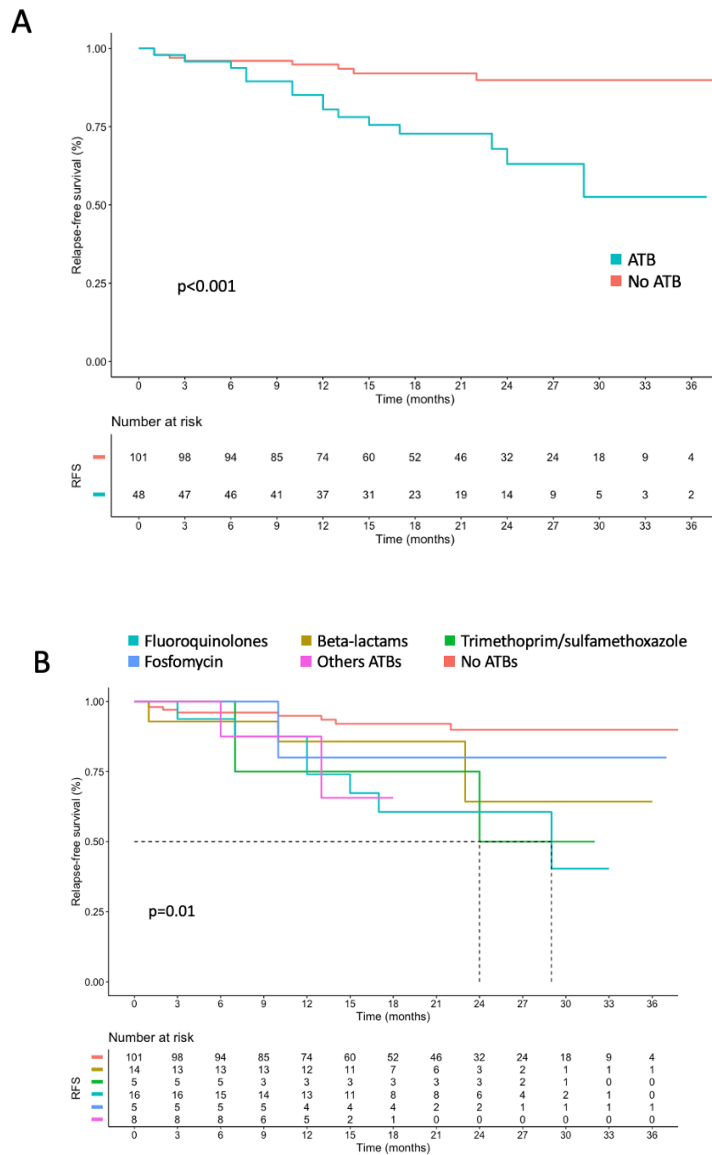 A
1.00
0.75
0.50
0.25
0.00
Relapse-free survival (%)
p<0.001
ATB
No ATB
0 3 6 9 12 15 18 21 24 27 30 33 36
Time (months)
Number at risk
RFS
101 98 94 85 74 60 52 46 32 24 18 9 4
48 47 46 41 37 31 23 19 14 9 5 3 2
0 3 6 9 12 15 18 21 24 27 30 33 36
Time (months)
Fluoroquinolones Beta-lactams Trimethoprim/sulfamethoxazole
Fosfomycin Others ATBs No ATBs
B
1.00
0.75
0.50
0.25
0.00
Relapse-free survival (%)
p=0.01
0 3 6 9 12 15 18 21 24 27 30 33 36
Time (months)
Number at risk
RFS
101 98 94 85 74 60 52 46 32 24 18 9 4
14 13 13 13 12 11 7 6 3 2 1 1 1
5 5 5 3 3 3 3 3 3 2 1 0 0
16 16 15 14 13 11 8 8 6 4 2 1 0
5 5 5 5 4 4 4 2 2 1 1 1 1
8 8 8 6 5 2 1 0 0 0 0 0 0
0 3 6 9 12 15 18 21 24 27 30 33 36
Time (months)